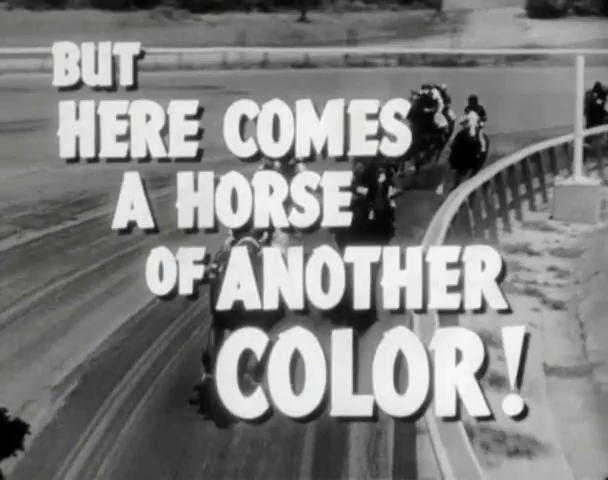 BUT
HERE COMES
A HORSE
OF ANOTHER
COLOR!